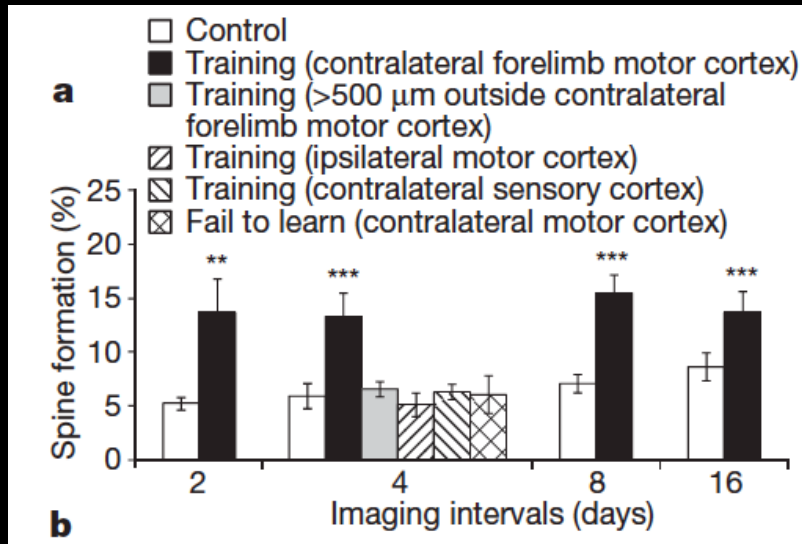 a
Control
Training (contralateral forelimb motor cortex)
Training (>500 μm outside contralateral
forelimb motor cortex)
Training (ipsilateral motor cortex)
Training (contralateral sensory cortex)
Fail to learn (contralateral motor cortex)
Spine formation (%)
25
20
15
10
5
0
** *** *** ***
2 4 8 16
Imaging intervals (days)
b